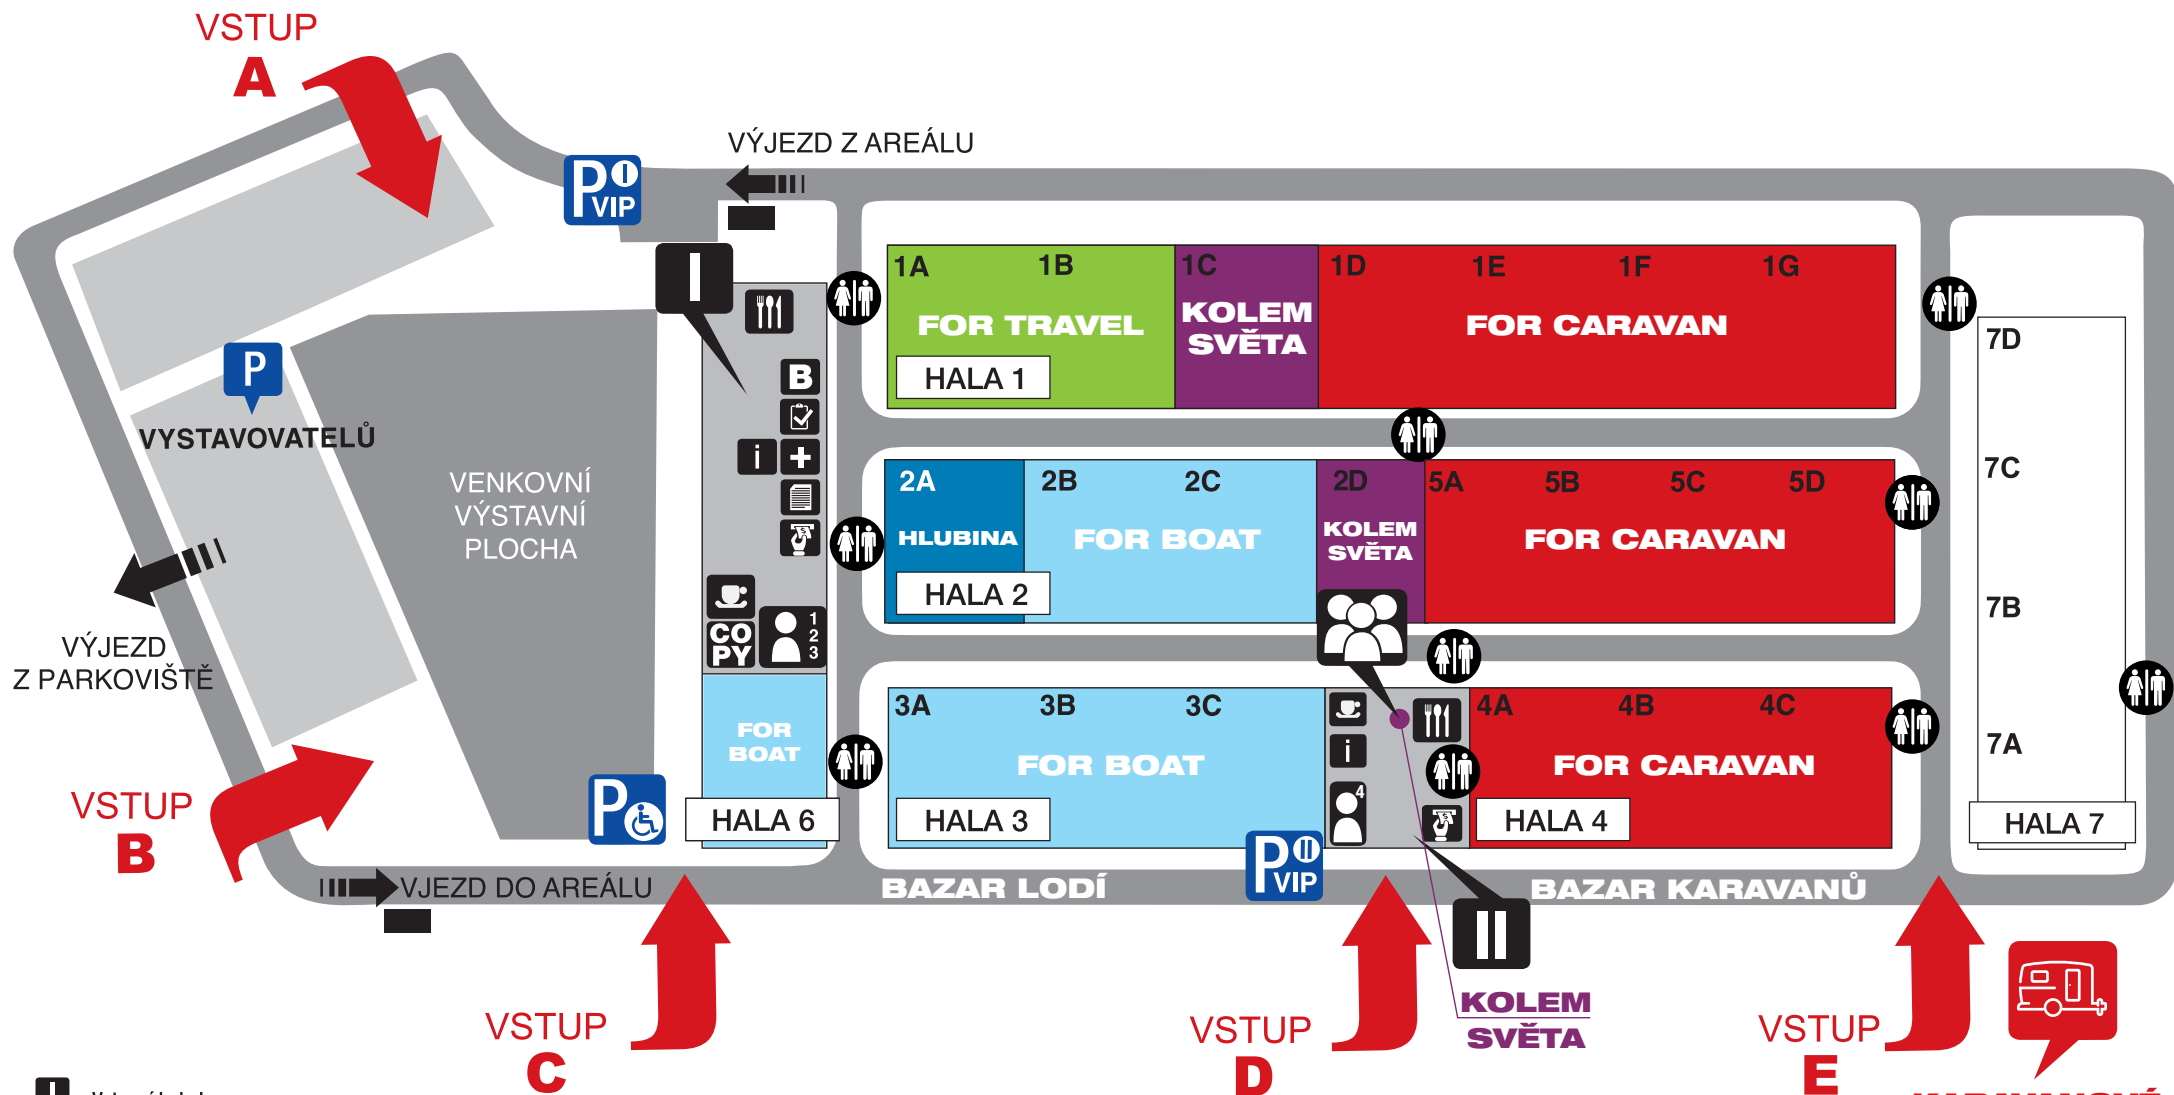 VSTUP
A
VÝJEZD Z AREÁLU
P I
VIP
I
1A 1B 1C 1D 1E 1F 1G
FOR TRAVEL
KOLEM
SVĚTA
FOR CARAVAN
HALA 1
7D
P
VYSTAVOVATELŮ
B
i
VENKOVNÍ
VÝSTAVNÍ
PLOCHA
2A 2B 2C 2D 5A 5B 5C 5D
7C
HLUBINA
FOR BOAT
KOLEM
SVĚTA
FOR CARAVAN
HALA 2
7B
CO
PY
1
2
3
VÝJEZD
Z PARKOVIŠTĚ
3A 3B 3C 4A 4B 4C
FOR
BOAT
i
7A
FOR BOAT
FOR CARAVAN
4
VSTUP
B
P
HALA 6
HALA 3
HALA 4
HALA 7
P II
VIP
VJEZD DO AREÁLU
BAZAR LODÍ
BAZAR KARAVANŮ
II
KOLEM
SVĚTA
VSTUP
C
VSTUP
D
VSTUP
E
I